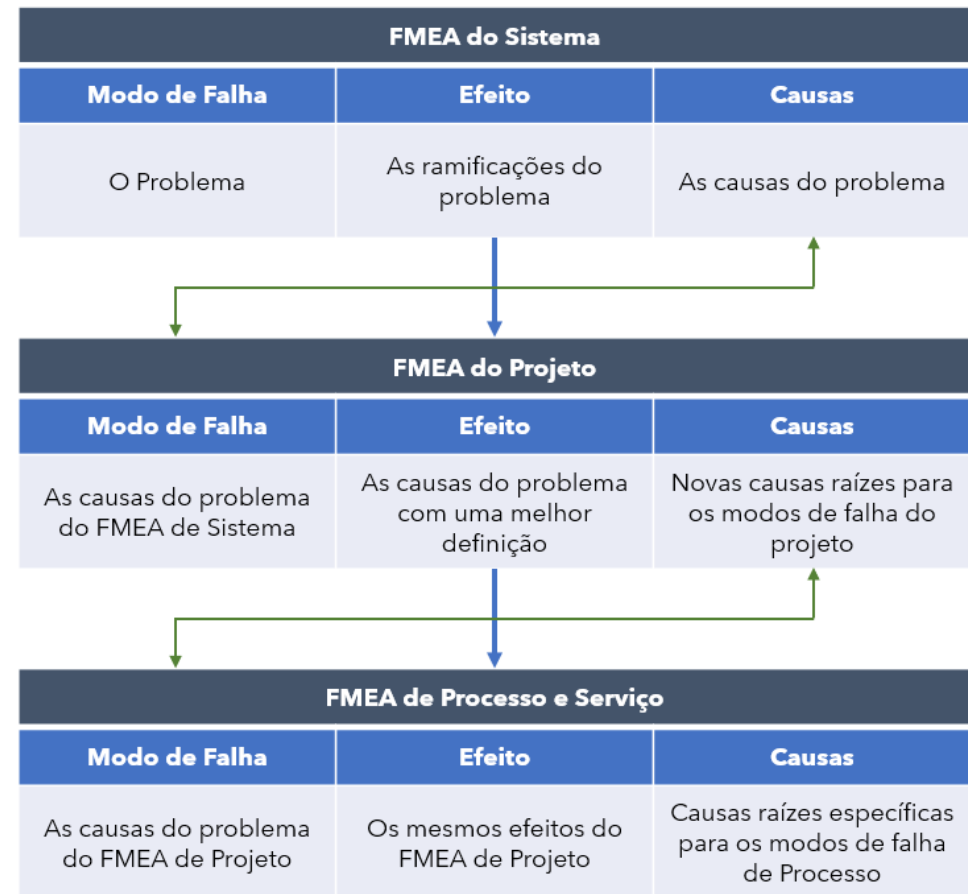 FMEA do Sistema
Modo de Falha
Efeito
Causas
O Problema
As ramificações do
problema
As causas do problema
FMEA do Projeto
Modo de Falha
Efeito
Causas
As causas do problema
do FMEA de Sistema
As causas do problema
com uma melhor
definição
Novas causas raízes para
os modos de falha do
projeto
FMEA de Processo e Serviço
Modo de Falha
Efeito
Causas
As causas do problema
do FMEA de Projeto
Os mesmos efeitos do
FMEA de Projeto
Causas raízes específicas
para os modos de falha
de Processo